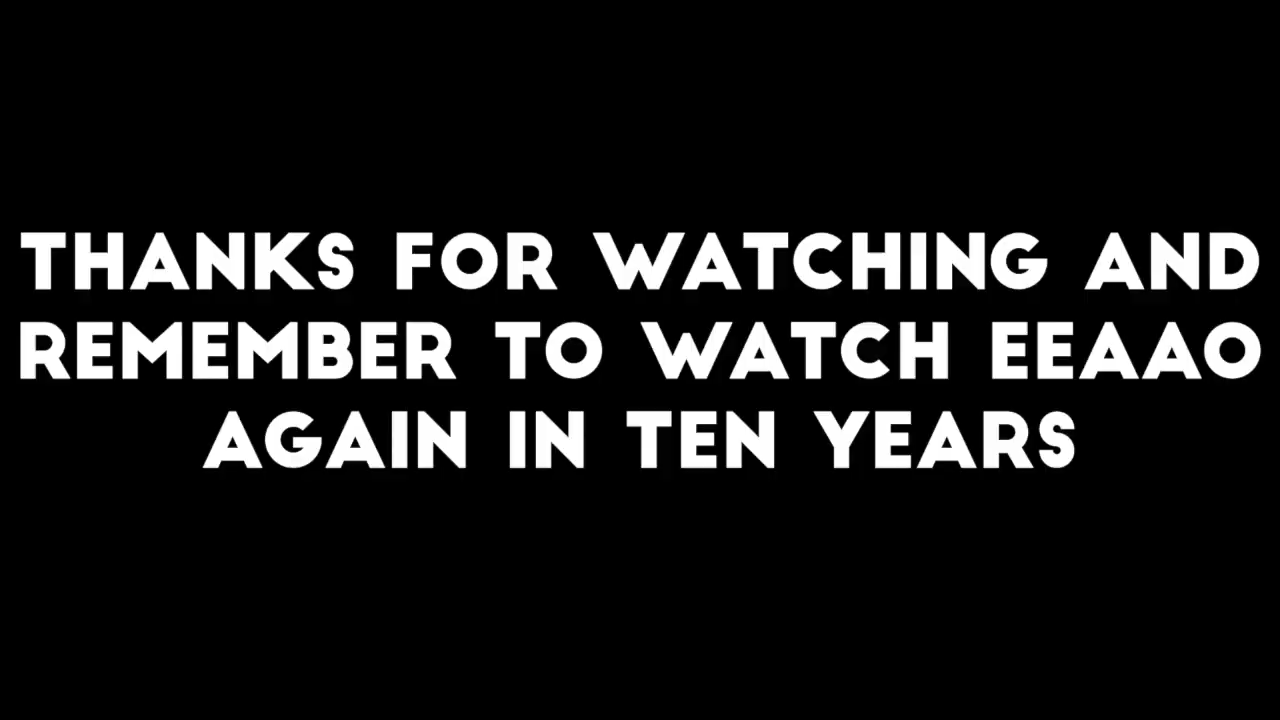 THANKS FOR WATCHING AND
REMEMBER TO WATCH EEAAO
AGAIN IN TEN YEARS